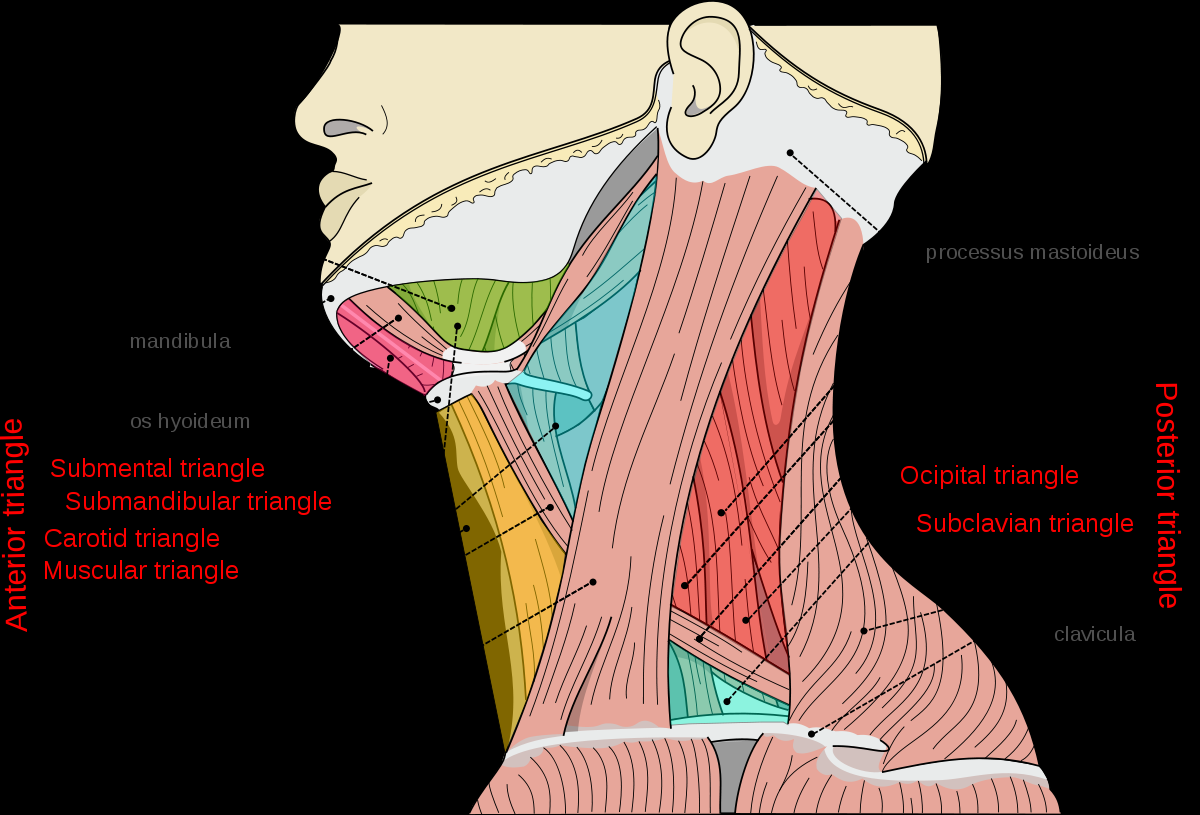 processus mastoideus
mandibula
os hyoideum
Anterior triangle
Submental triangle
Submandibular triangle
Carotid triangle
Muscular triangle
Posterior triangle
Ocipital triangle
Subclavian triangle
clavicula